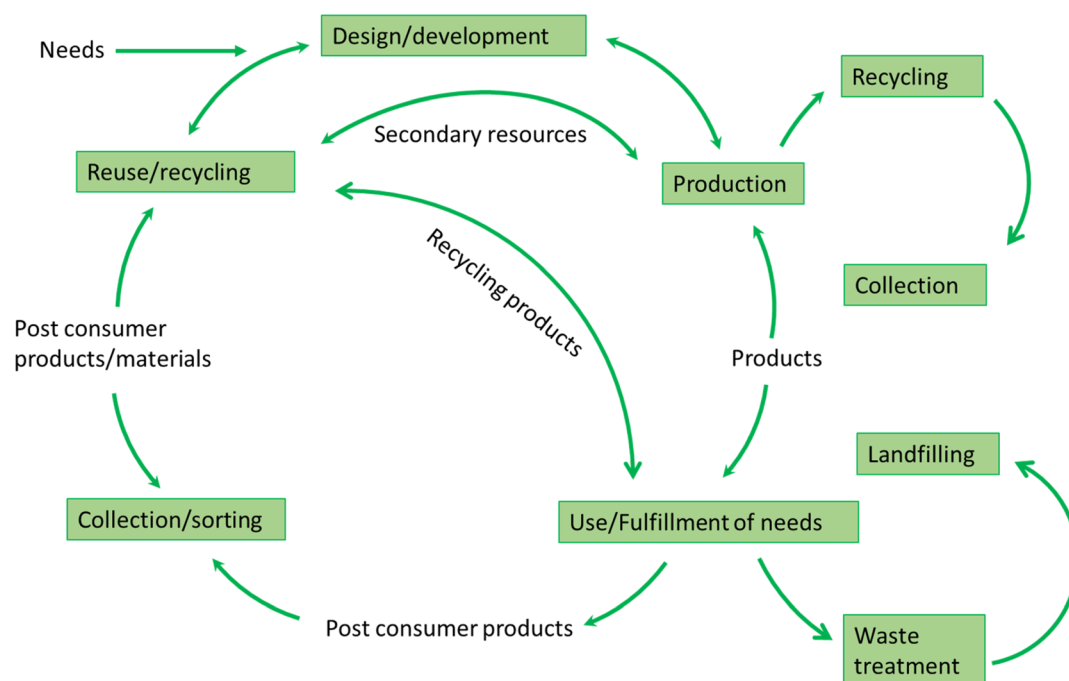 Design/development
Needs
Recycling
Secondary resources
Reuse/recycling
Production
Recycling products
Collection
Post consumer
products/materials
Products
Landfilling
Collection/sorting
Use/Fulfillment of needs
Post consumer products
Waste
treatment